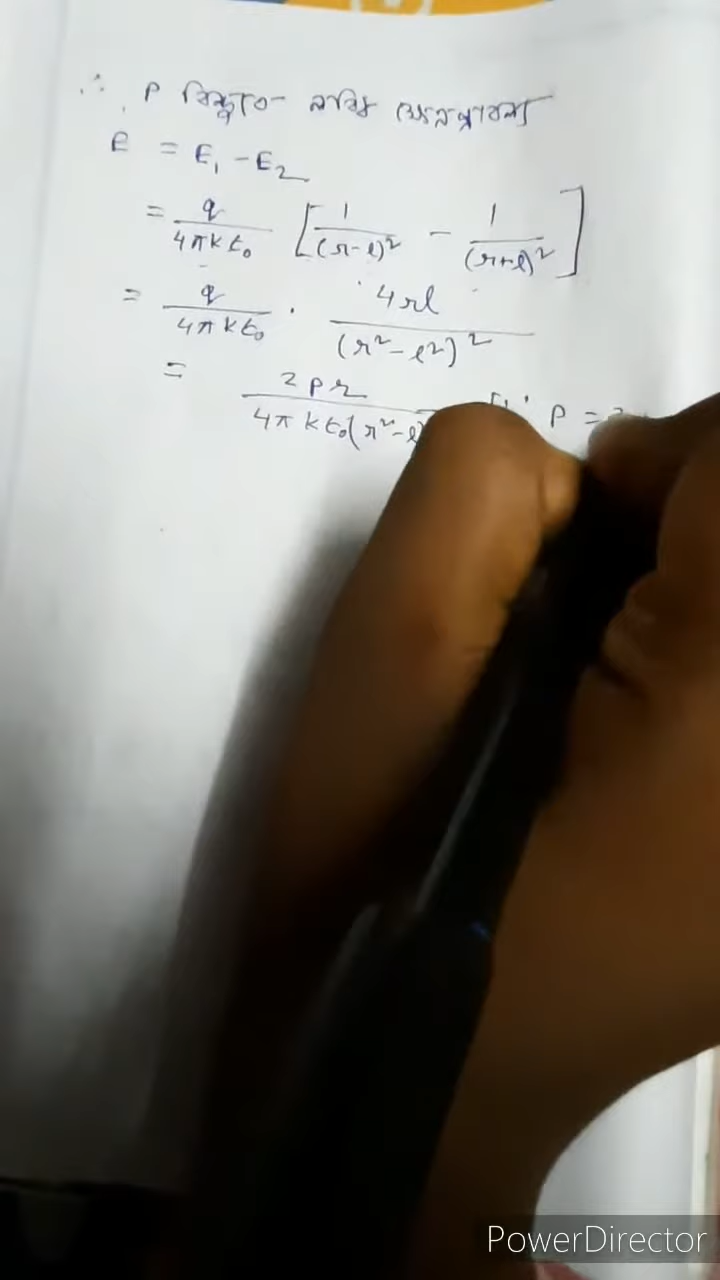 ∴ P বিন্দুতে লব্ধি প্রাবল্য
E = E₁ - E₂
= q / 4πkε₀ [ 1 / (r-l)² - 1 / (r+l)² ]
= q / 4πkε₀ · 4rl / (r²-l²)²
= 2pr / 4πkε₀(r²-l [∵ P = 2
PowerDirector